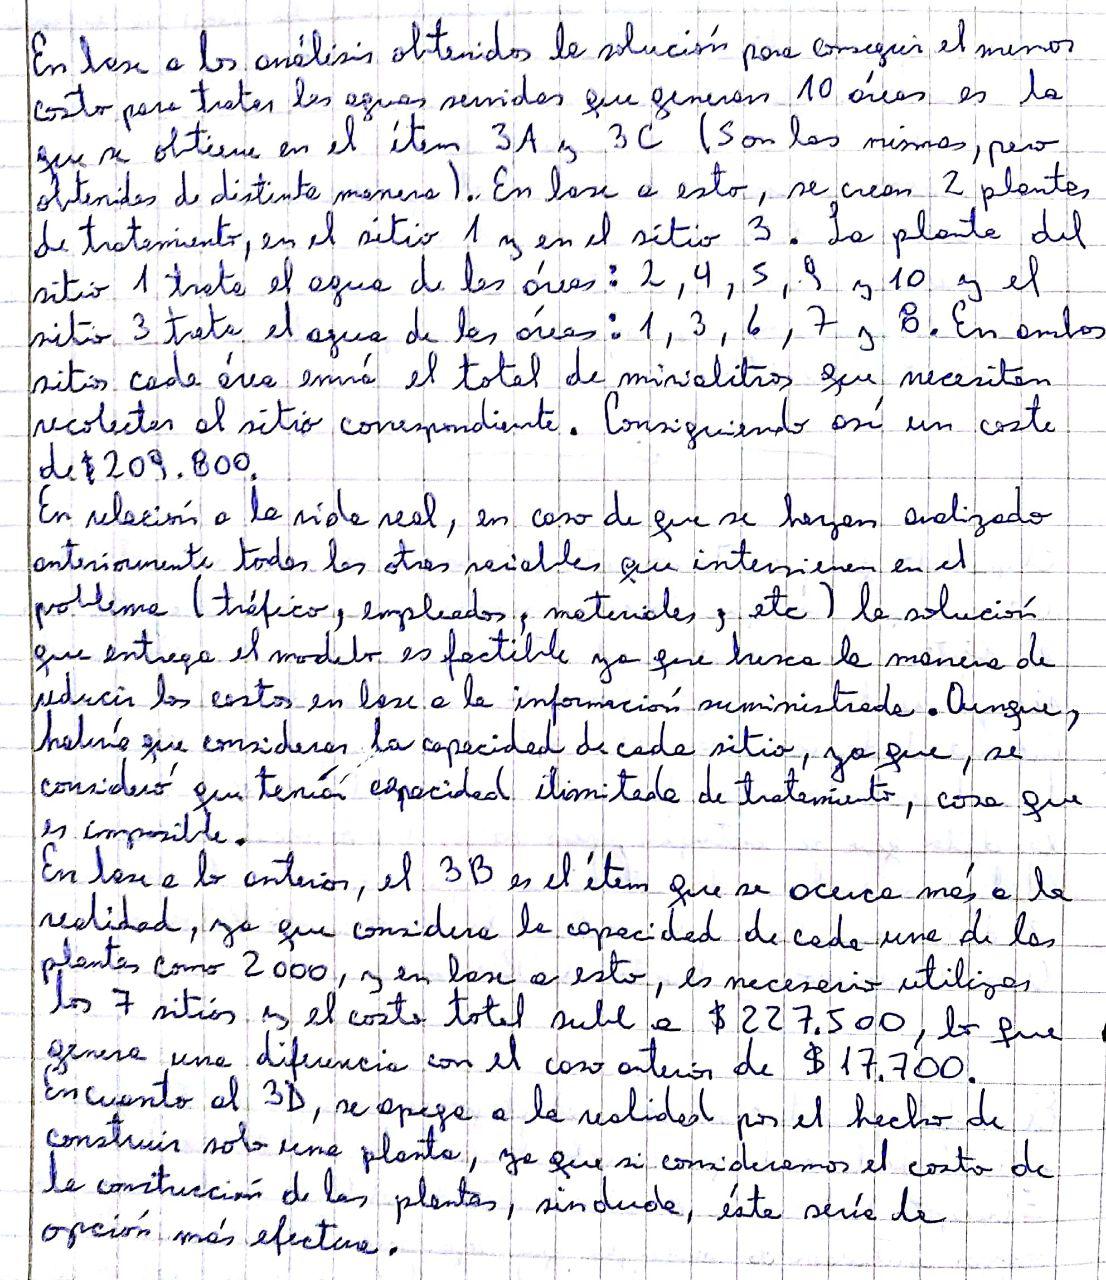 En base a los análisis obtenidos la solución para conseguir el menos
costo para tratar las aguas servidas que generan 10 áreas es la
que se obtiene en el ítem 3A y 3C (Son las mismas, pero
obtenidas de distinta manera). En base a esto, se crean 2 plantas
de tratamiento, en el sitio 1 y en el sitio 3. La planta del
sitio 1 trata el agua de las áreas: 2, 4, 5, 9 y 10 y el
sitio 3 trata el agua de las áreas: 1, 3, 6, 7 y 8. En ambos
sitios cada área envía el total de minialitros que necesitan
recolectar al sitio correspondiente. Consiguiendo así un coste
de $209.800.
En relación a la vida real, en caso de que se hayan analizado
anteriormente todas las otras variables que intervienen en el
problema (tráfico, empleados, materiales, etc) la solución
que entrega el modelo es factible ya que busca la manera de
reducir los costos en base a la información suministrada. Aunque,
habría que considerar la capacidad de cada sitio, ya que, se
consideró que tenían capacidad ilimitada de tratamiento, cosa que
es imposible.
En base a lo anterior, el 3B es el ítem que se acerca más a la
realidad, ya que considera la capacidad de cada una de las
plantas como 2000, y en base a esto, es necesario utilizar
los 7 sitios y el costo total sube a $227.500, lo que
genera una diferencia con el caso anterior de $17.700.
En cuanto al 3D, se apega a la realidad por el hecho de
construir solo una planta, ya que si consideramos el costo de
la construcción de las plantas, sin duda, ésta sería la
opción más efectiva.